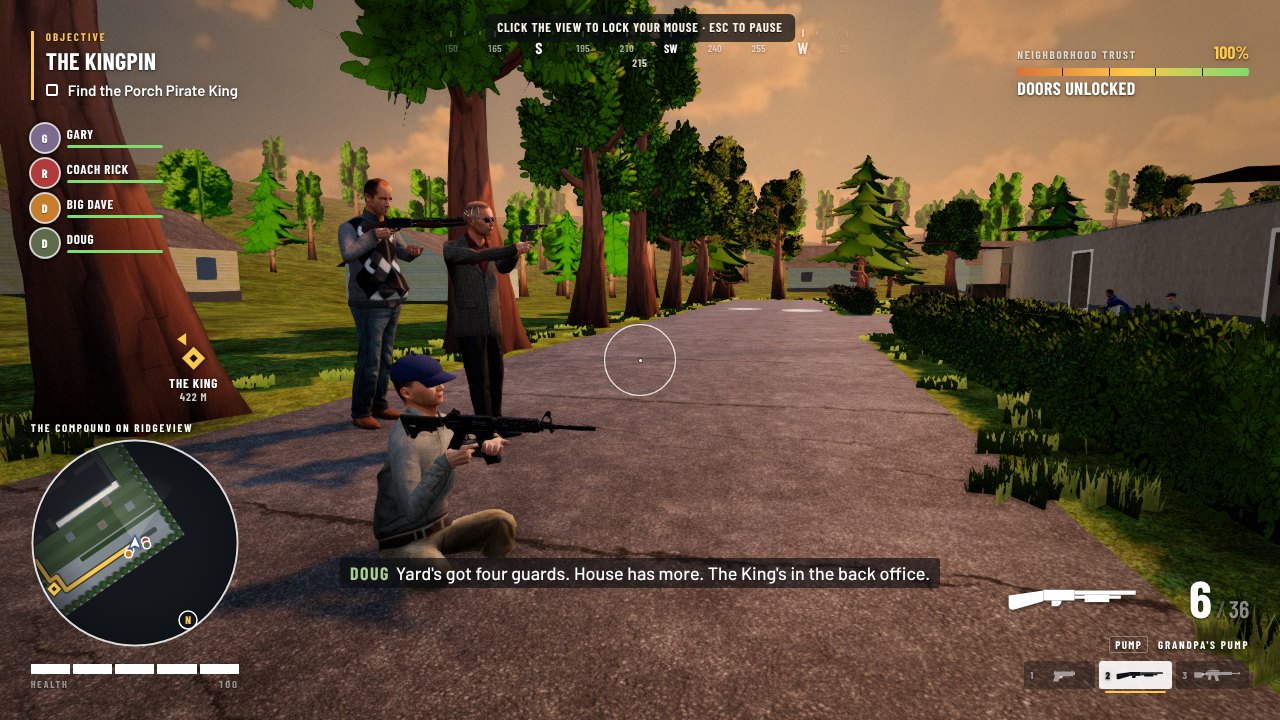 CLICK THE VIEW TO LOCK YOUR MOUSE · ESC TO PAUSE
150 165 S 195 210 SW 240 255 W 285
215
OBJECTIVE
THE KINGPIN
Find the Porch Pirate King
NEIGHBORHOOD TRUST 100%
DOORS UNLOCKED
G GARY
R COACH RICK
D BIG DAVE
D DOUG
THE KING
422 M
THE COMPOUND ON RIDGEVIEW
N
DOUG Yard's got four guards. House has more. The King's in the back office.
6 / 36
PUMP GRANDPA'S PUMP
1 2 3
HEALTH 100